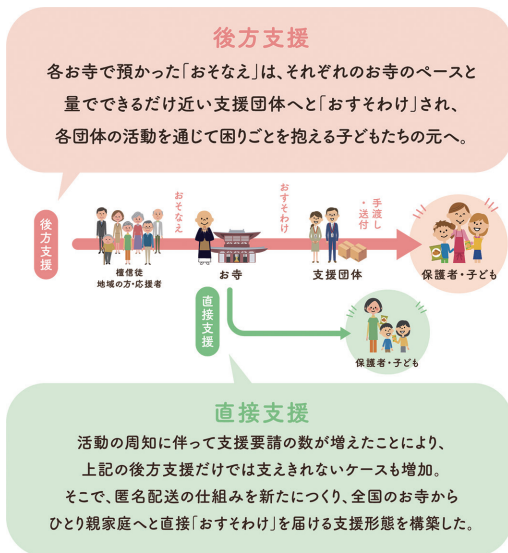 後方支援
各お寺で預かった「おそなえ」は、それぞれのお寺のペースと
量でできるだけ近い支援団体へと「おすそわけ」され、
各団体の活動を通じて困りごとを抱える子どもたちの元へ。
後方支援
おそなえ
おすそわけ
手渡し
・送付
檀信徒
地域の方・応援者
お寺
支援団体
保護者・子ども
直接支援
保護者・子ども
直接支援
活動の周知に伴って支援要請の数が増えたことにより、
上記の後方支援だけでは支えきれないケースも増加。
そこで、匿名配送の仕組みを新たにつくり、全国のお寺から
ひとり親家庭へと直接「おすそわけ」を届ける支援形態を構築した。